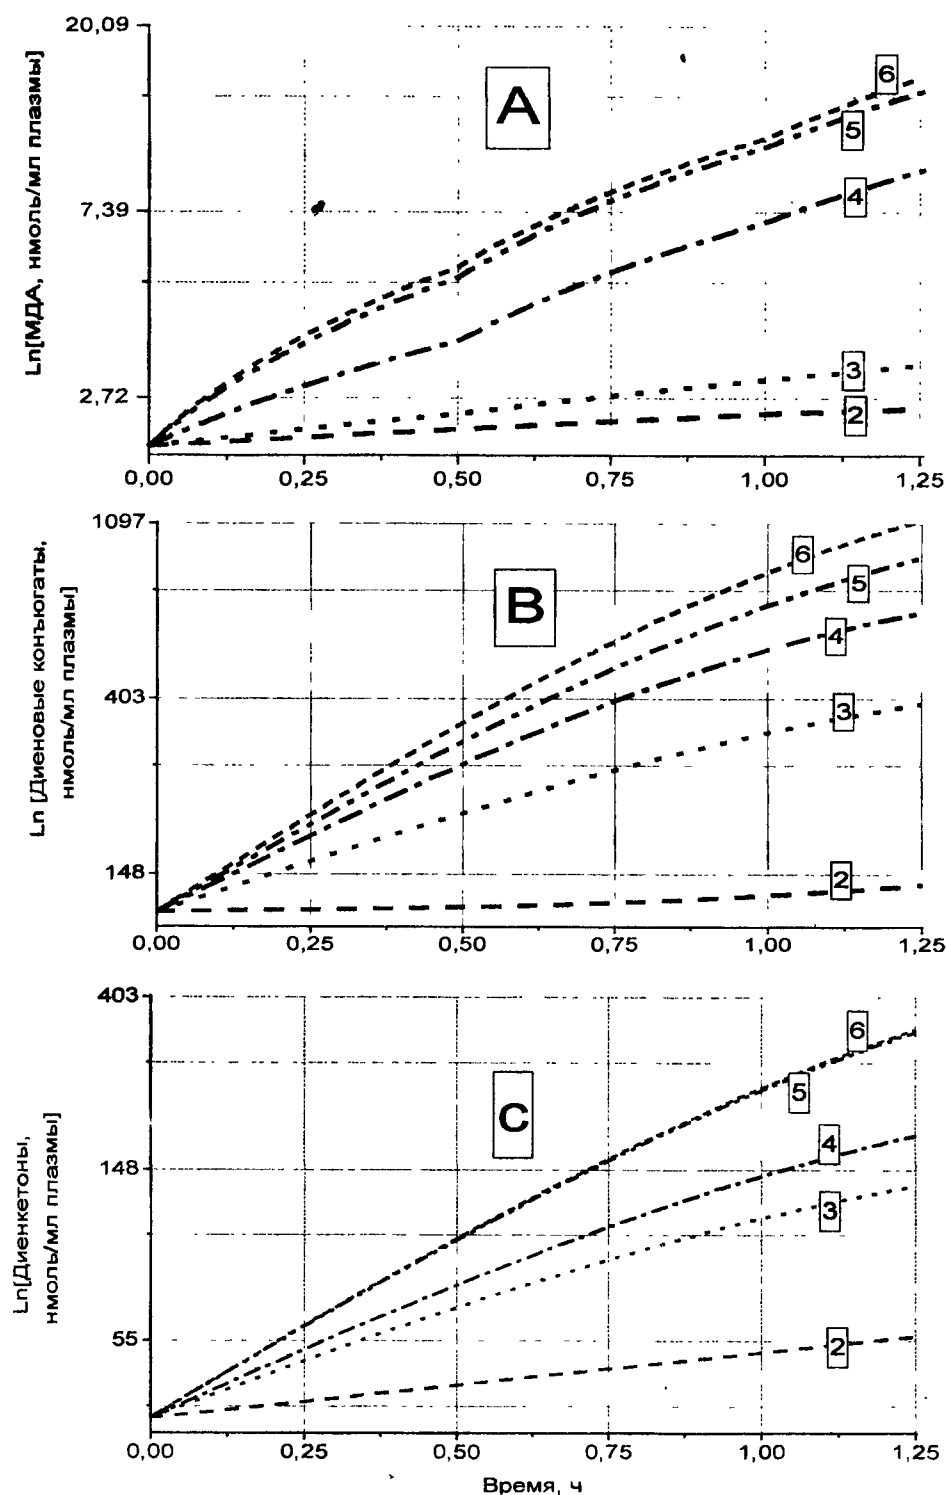 Ln[МДА, нмоль/мл плазмы]
20,09
7,39
2,72
A
6
5
4
3
2
0,00 0,25 0,50 0,75 1,00 1,25
Ln [Диеновые конъюгаты,
нмоль/мл плазмы]
1097
403
148
B
6
5
4
3
2
0,00 0,25 0,50 0,75 1,00 1,25
Ln[Диенкетоны,
нмоль/мл плазмы]
403
148
55
C
6
5
4
3
2
0,00 0,25 0,50 0,75 1,00 1,25
Время, ч